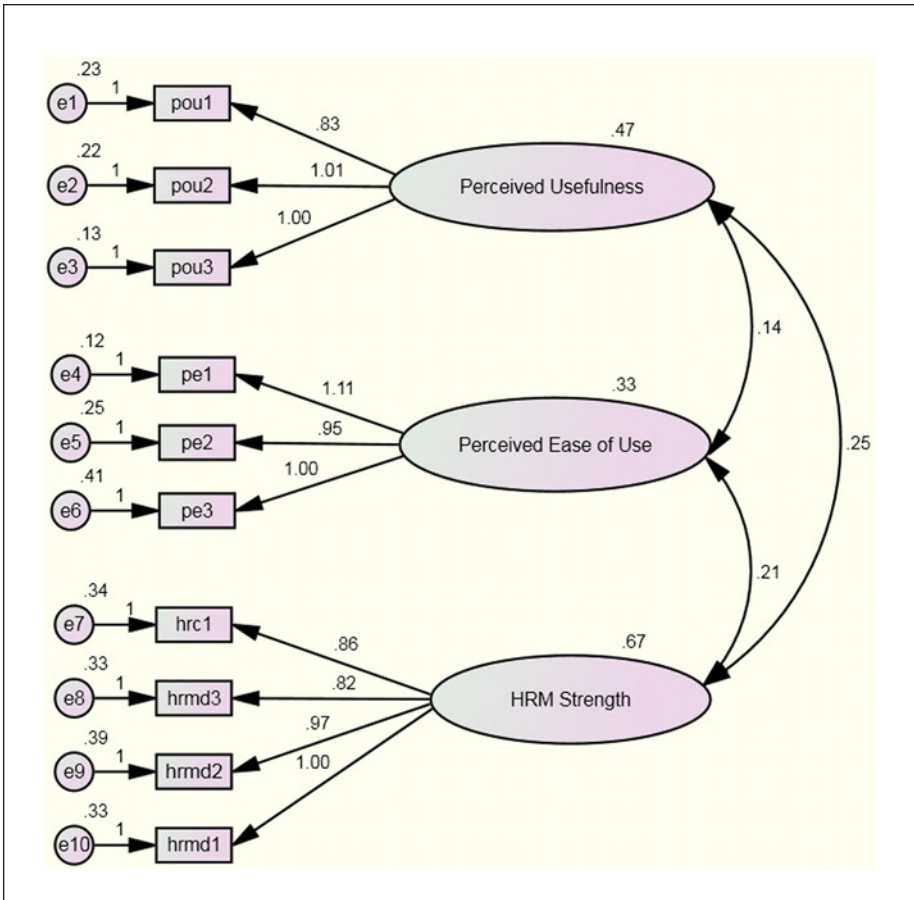 .23
e1 1 pou1
.83
.47
.22
e2 1 pou2
1.01
Perceived Usefulness
.13
e3 1 pou3
1.00
.14
.12
e4 1 pe1
1.11
.33
.25
e5 1 pe2
.95
Perceived Ease of Use
.25
.41
e6 1 pe3
1.00
.21
.34
e7 1 hrc1
.86
.67
.33
e8 1 hrmd3
.82
HRM Strength
.39
e9 1 hrmd2
.97
.33
e10 1 hrmd1
1.00